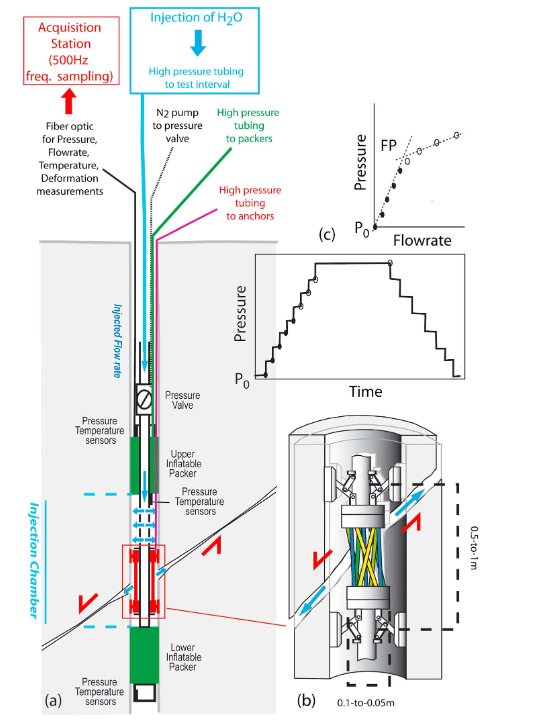 Acquisition
Station
(500Hz
freq. sampling)
Injection of H2O
High pressure tubing
to test interval
Fiber optic
for Pressure,
Flowrate,
Temperature,
Deformation
measurements
N2 pump
to pressure
valve
High pressure
tubing
to packers
High pressure
tubing
to anchors
Pressure
FP
P0
(c)
Flowrate
Pressure
P0
Time
Injected Flow rate
Pressure
Valve
Pressure
Temperature
sensors
Upper
Inflatable
Packer
Pressure
Temperature
sensors
Injection Chamber
Lower
Inflatable
Packer
Pressure
Temperature
sensors
(a)
0.5-to-1m
(b)
0.1-to-0.05m